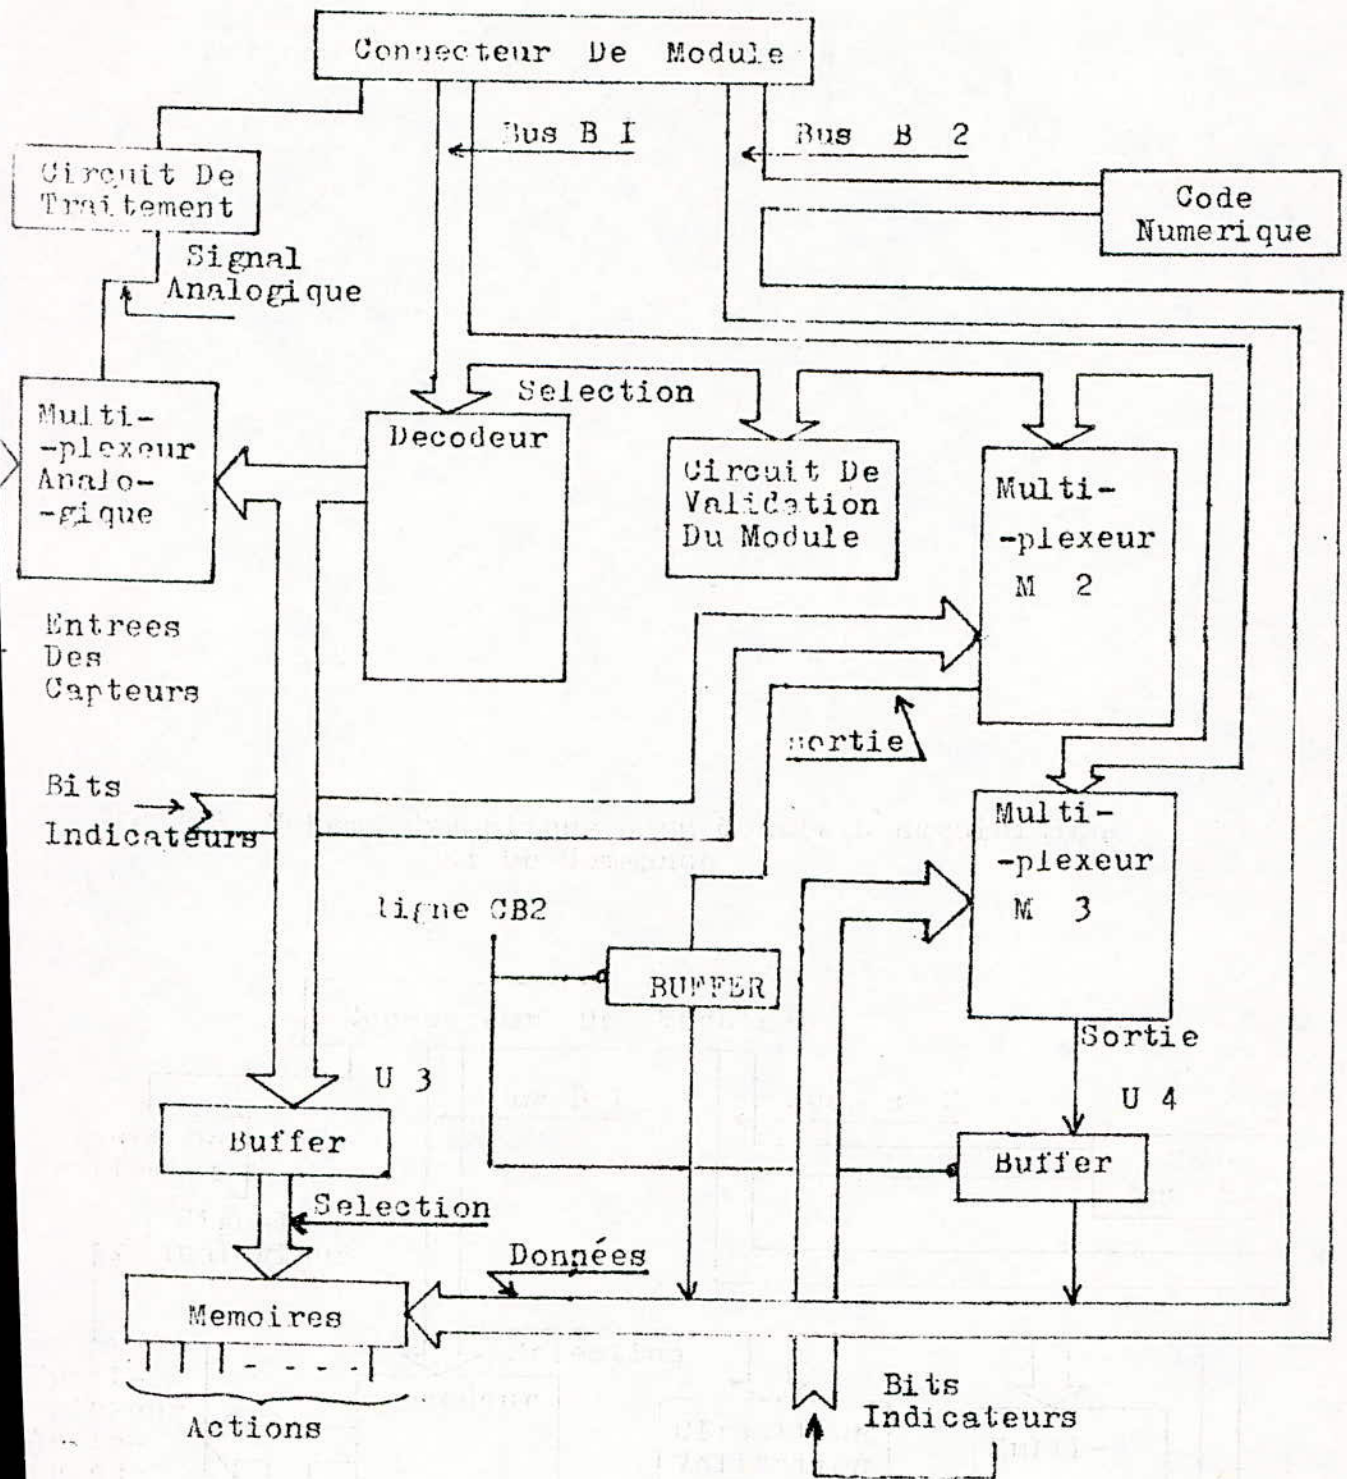 Connecteur De Module
Bus B I
Bus B 2
Circuit De
Traitement
Code
Numerique
Signal
Analogique
Selection
Multi-
-plexeur
Analo-
-gique
Decodeur
Circuit De
Validation
Du Module
Multi-
-plexeur
M 2
Entrees
Des
Capteurs
sortie
Bits
Indicateurs
Multi-
-plexeur
M 3
ligne CB2
BUFFER
Sortie
U 3
U 4
Buffer
Buffer
Selection
Données
Memoires
Bits
Indicateurs
Actions